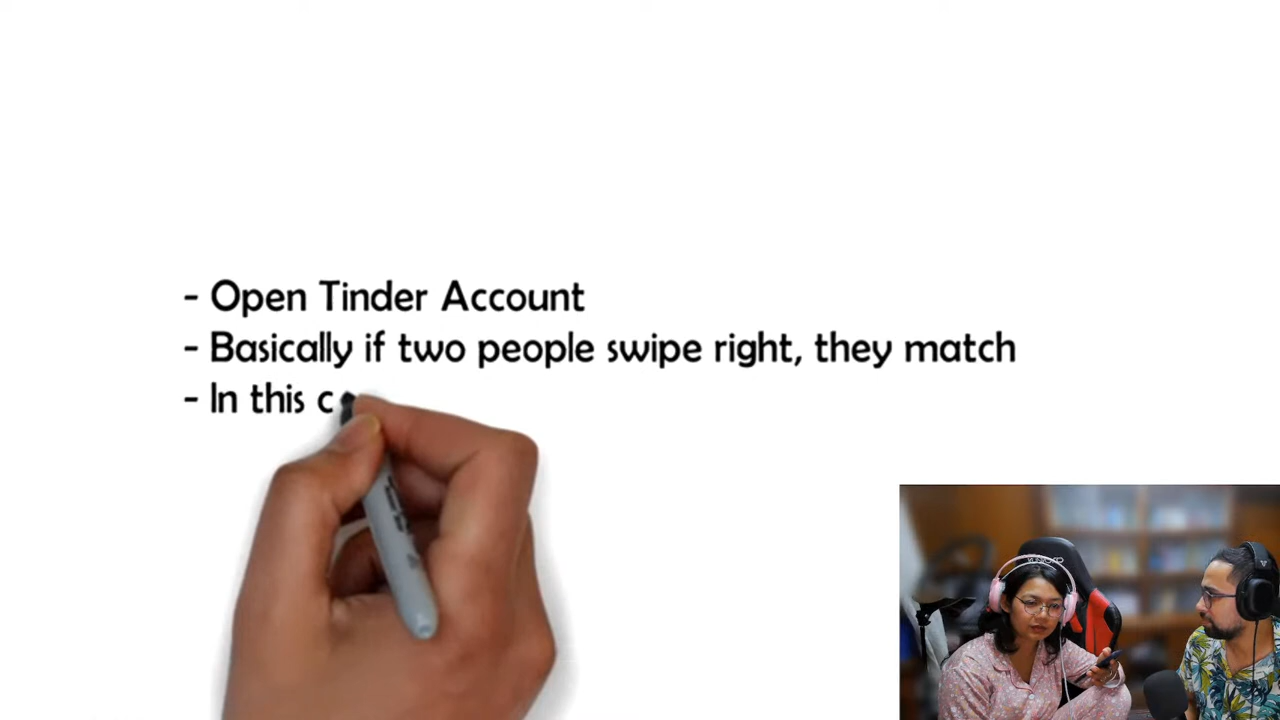 - Open Tinder Account
- Basically if two people swipe right, they match
- In this c